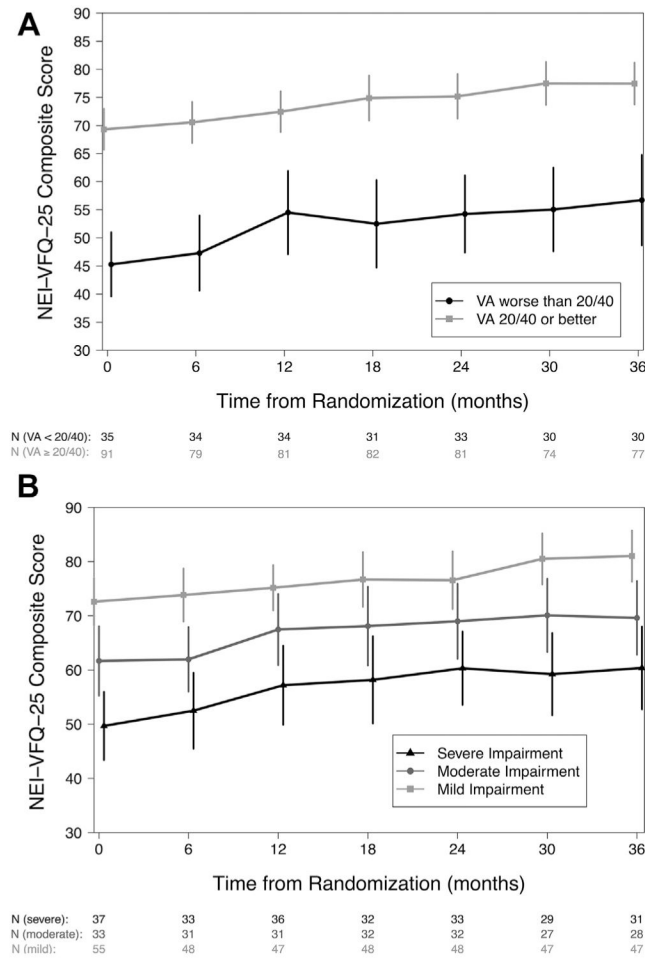 A
NEI–VFQ–25 Composite Score
90
85
80
75
70
65
60
55
50
45
40
35
30
VA worse than 20/40
VA 20/40 or better
0 6 12 18 24 30 36
Time from Randomization (months)
N (VA < 20/40): 35 34 34 31 33 30 30
N (VA ≥ 20/40): 91 79 81 82 81 74 77
B
NEI–VFQ–25 Composite Score
90
80
70
60
50
40
30
Severe Impairment
Moderate Impairment
Mild Impairment
0 6 12 18 24 30 36
Time from Randomization (months)
N (severe): 37 33 36 32 33 29 31
N (moderate): 33 31 31 32 32 27 28
N (mild): 55 48 47 48 48 47 47